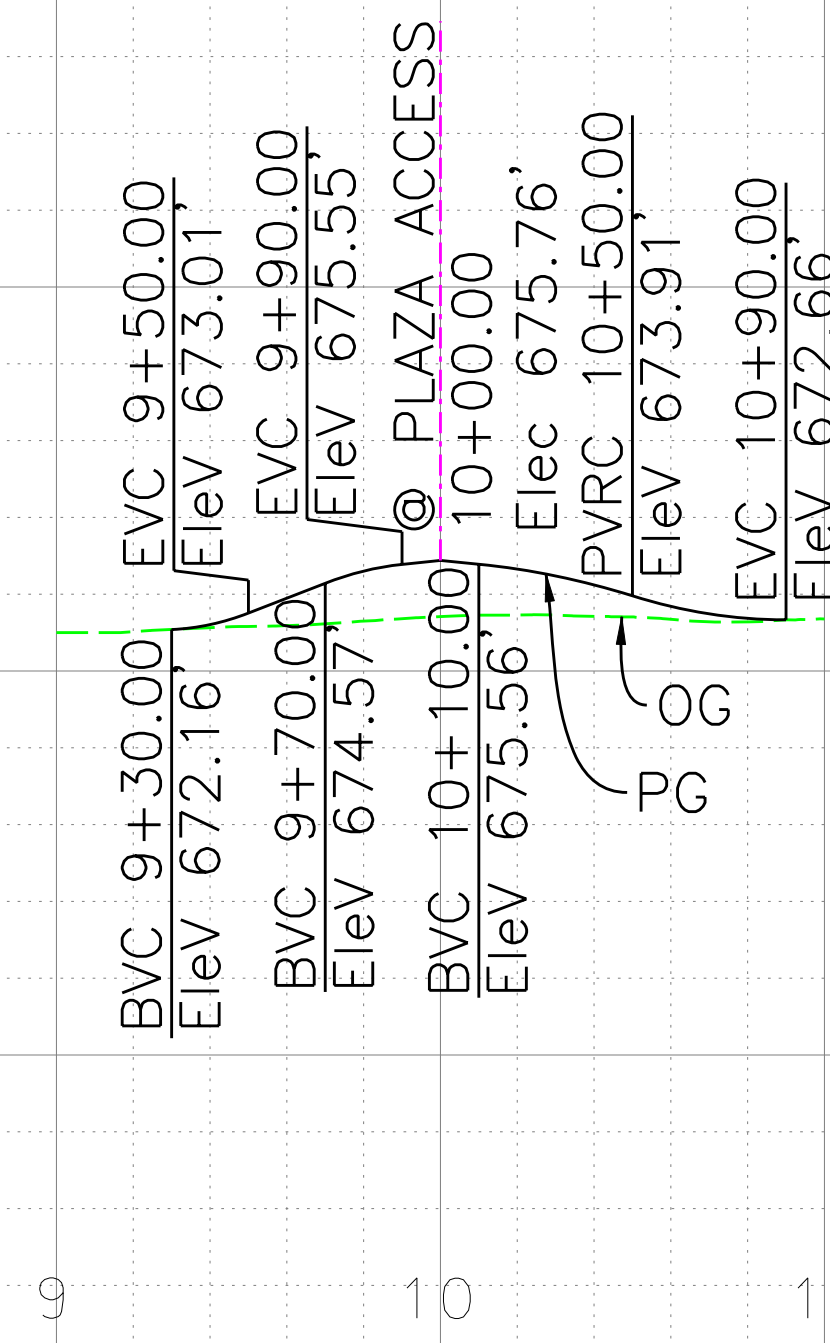 EVC 9+50.00
EleV 673.01'
EVC 9+90.00
EleV 675.55'
@ PLAZA ACCESS
10+00.00
Elec 675.76'
PVRC 10+50.00
EleV 673.91'
EVC 10+90.00
EleV 672.66'
BVC 9+30.00
EleV 672.16'
BVC 9+70.00
EleV 674.57'
BVC 10+10.00
EleV 675.56'
OG
PG
9
10
1